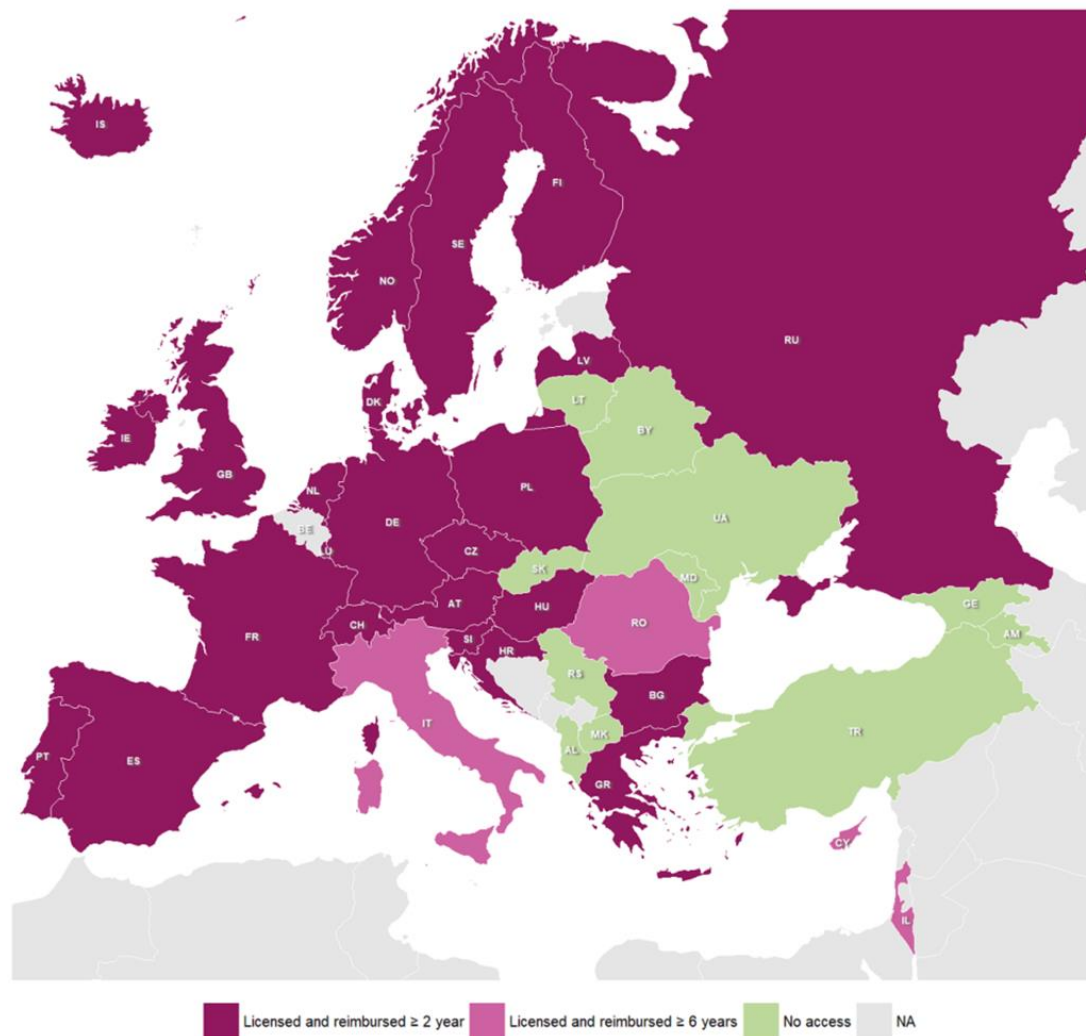 IS
FI
SE
NO
RU
LV
DK
LT
IE
BY
GB
NL
PL
DE
BE
UA
LU
CZ
SK
MD
AT
HU
GE
CH
RO
FR
SI
AM
HR
RS
BG
IT
MK
TR
AL
PT
ES
GR
CY
IL
Licensed and reimbursed ≥ 2 year Licensed and reimbursed ≥ 6 years No access NA